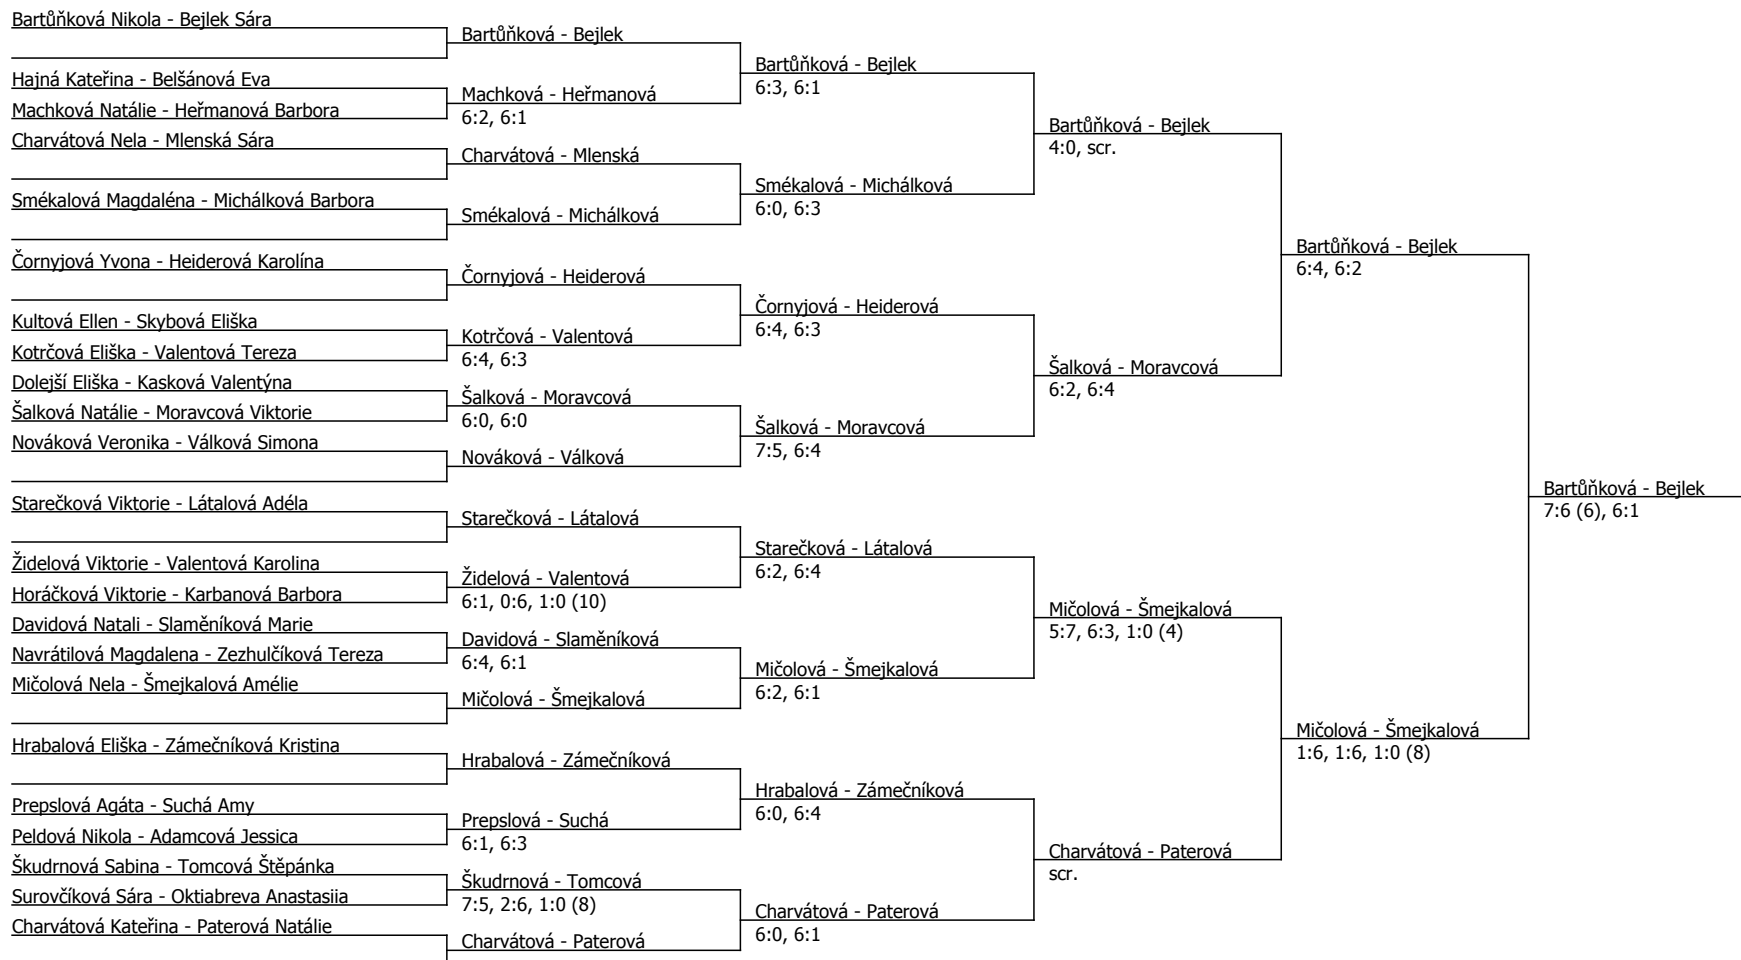 Bartůňková Nikola - Bejlek Sára
Hajná Kateřina - Belšánová Eva
Machková Natálie - Heřmanová Barbora
Charvátová Nela - Mlenská Sára
Smékalová Magdaléna - Michálková Barbora
Čornyjová Yvona - Heiderová Karolína
Kultová Ellen - Skybová Eliška
Kotrčová Eliška - Valentová Tereza
Dolejší Eliška - Kasková Valentýna
Šalková Natálie - Moravcová Viktorie
Nováková Veronika - Válková Simona
Starečková Viktorie - Látalová Adéla
Židelová Viktorie - Valentová Karolina
Horáčková Viktorie - Karbanová Barbora
Davidová Natali - Slaměníková Marie
Navrátilová Magdalena - Zezhulčíková Tereza
Mičolová Nela - Šmejkalová Amélie
Hrabalová Eliška - Zámečníková Kristina
Prepslová Agáta - Suchá Amy
Peldová Nikola - Adamcová Jessica
Škudrnová Sabina - Tomcová Štěpánka
Surovčíková Sára - Oktiabreva Anastasiia
Charvátová Kateřina - Paterová Natálie
Bartůňková - Bejlek
Machková - Heřmanová
6:2, 6:1
Charvátová - Mlenská
Smékalová - Michálková
Čornyjová - Heiderová
Kotrčová - Valentová
6:4, 6:3
Šalková - Moravcová
6:0, 6:0
Nováková - Válková
Starečková - Látalová
Židelová - Valentová
6:1, 0:6, 1:0 (10)
Davidová - Slaměníková
6:4, 6:1
Mičolová - Šmejkalová
Hrabalová - Zámečníková
Prepslová - Suchá
6:1, 6:3
Škudrnová - Tomcová
7:5, 2:6, 1:0 (8)
Charvátová - Paterová
Bartůňková - Bejlek
6:3, 6:1
Smékalová - Michálková
6:0, 6:3
Čornyjová - Heiderová
6:4, 6:3
Šalková - Moravcová
7:5, 6:4
Starečková - Látalová
6:2, 6:4
Mičolová - Šmejkalová
6:2, 6:1
Hrabalová - Zámečníková
6:0, 6:4
Charvátová - Paterová
6:0, 6:1
Bartůňková - Bejlek
4:0, scr.
Šalková - Moravcová
6:2, 6:4
Mičolová - Šmejkalová
5:7, 6:3, 1:0 (4)
Charvátová - Paterová
scr.
Bartůňková - Bejlek
6:4, 6:2
Mičolová - Šmejkalová
1:6, 1:6, 1:0 (8)
Bartůňková - Bejlek
7:6 (6), 6:1